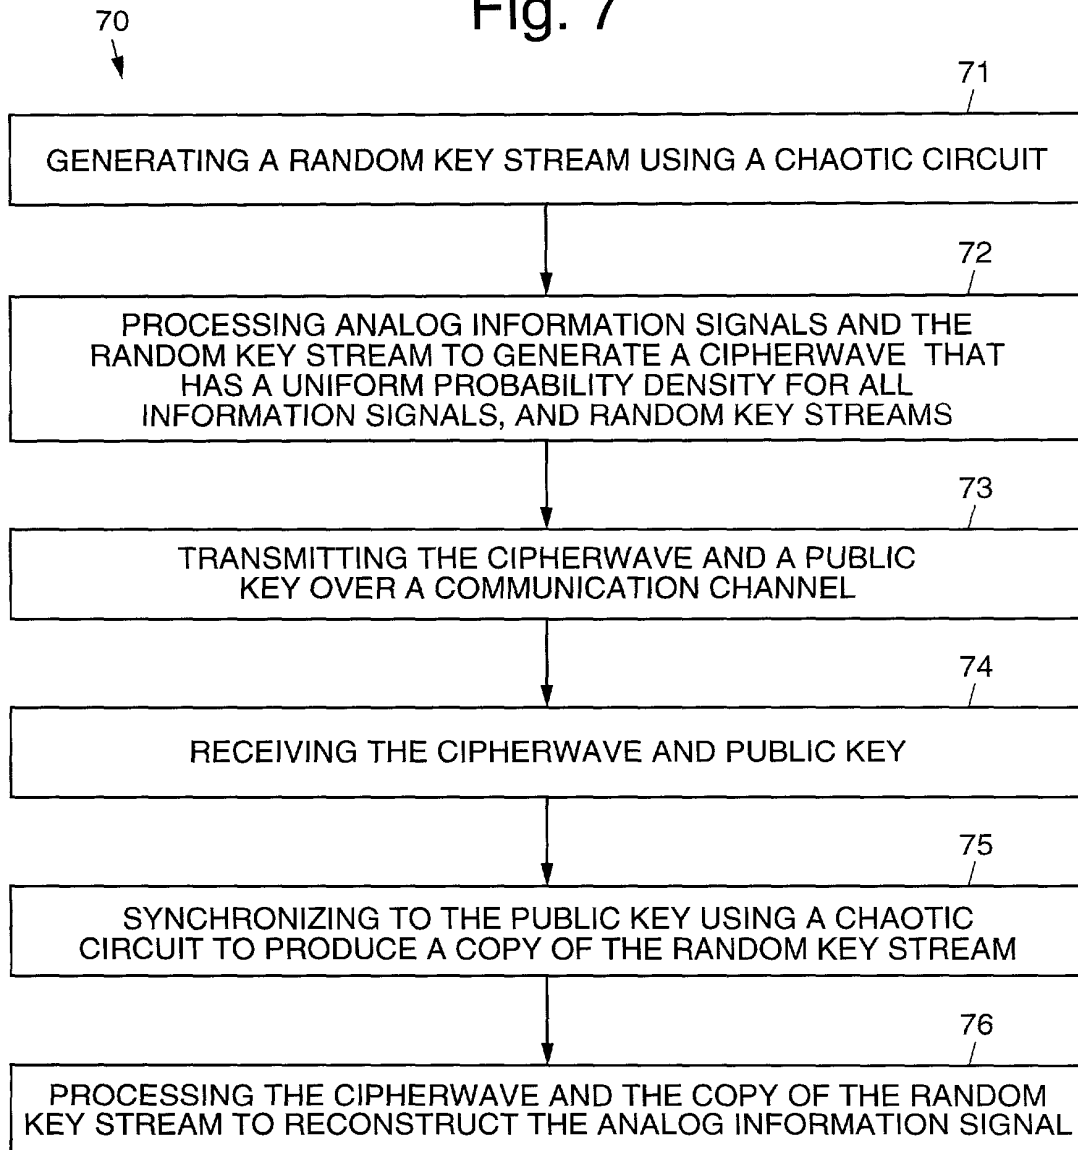 Fig. 7
70
71
GENERATING A RANDOM KEY STREAM USING A CHAOTIC CIRCUIT
72
PROCESSING ANALOG INFORMATION SIGNALS AND THE
RANDOM KEY STREAM TO GENERATE A CIPHERWAVE THAT
HAS A UNIFORM PROBABILITY DENSITY FOR ALL
INFORMATION SIGNALS, AND RANDOM KEY STREAMS
73
TRANSMITTING THE CIPHERWAVE AND A PUBLIC
KEY OVER A COMMUNICATION CHANNEL
74
RECEIVING THE CIPHERWAVE AND PUBLIC KEY
75
SYNCHRONIZING TO THE PUBLIC KEY USING A CHAOTIC
CIRCUIT TO PRODUCE A COPY OF THE RANDOM KEY STREAM
76
PROCESSING THE CIPHERWAVE AND THE COPY OF THE RANDOM
KEY STREAM TO RECONSTRUCT THE ANALOG INFORMATION SIGNAL